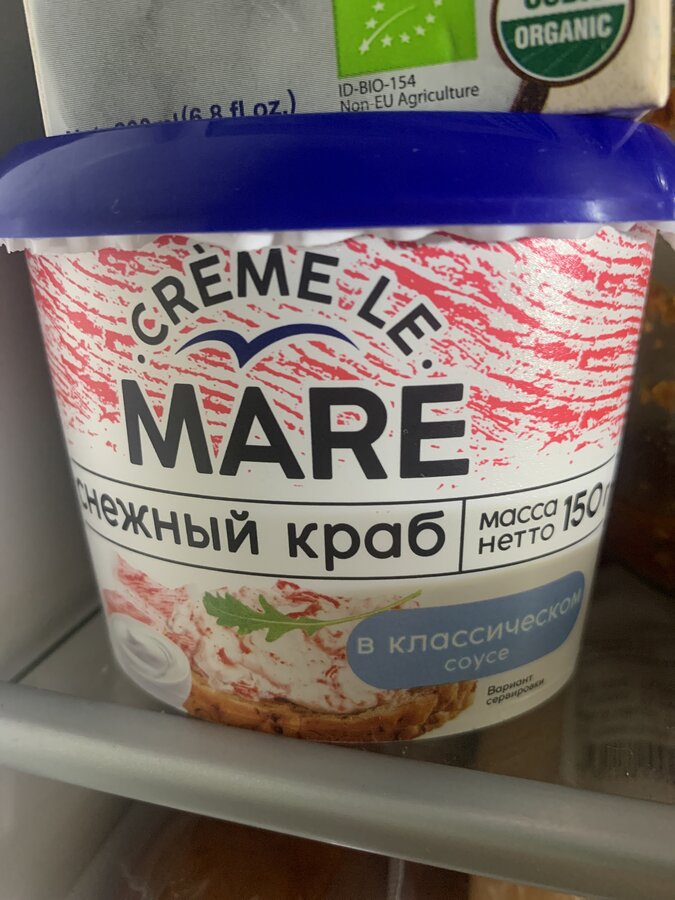 ORGANIC
ID-BIO-154
Non-EU Agriculture
(6.8 fl oz.)
· CRÈME LE ·
MARE
снежный краб
масса
нетто
150г
в классическом
соусе
Вариант
сервировки